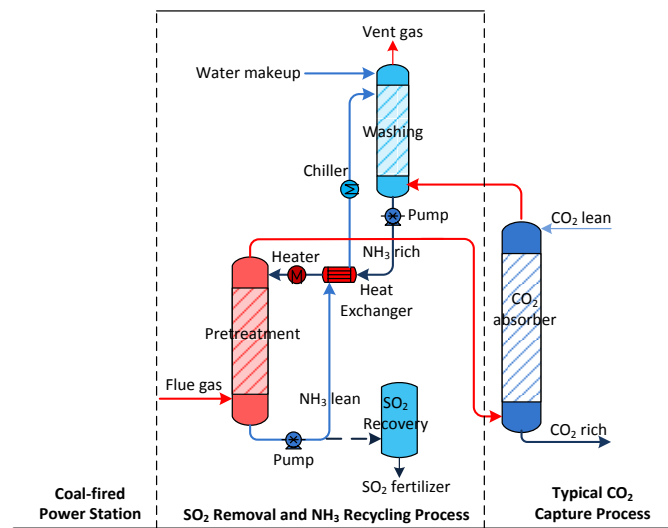 Vent gas
Water makeup
Washing
Chiller
Pump
CO₂ lean
NH₃ rich
Heater
M
Heat
Exchanger
CO₂
absorber
Pretreatment
Flue gas
NH₃ lean
SO₂
Recovery
CO₂ rich
Pump
SO₂ fertilizer
Coal-fired
Power Station
SO₂ Removal and NH₃ Recycling Process
Typical CO₂
Capture Process